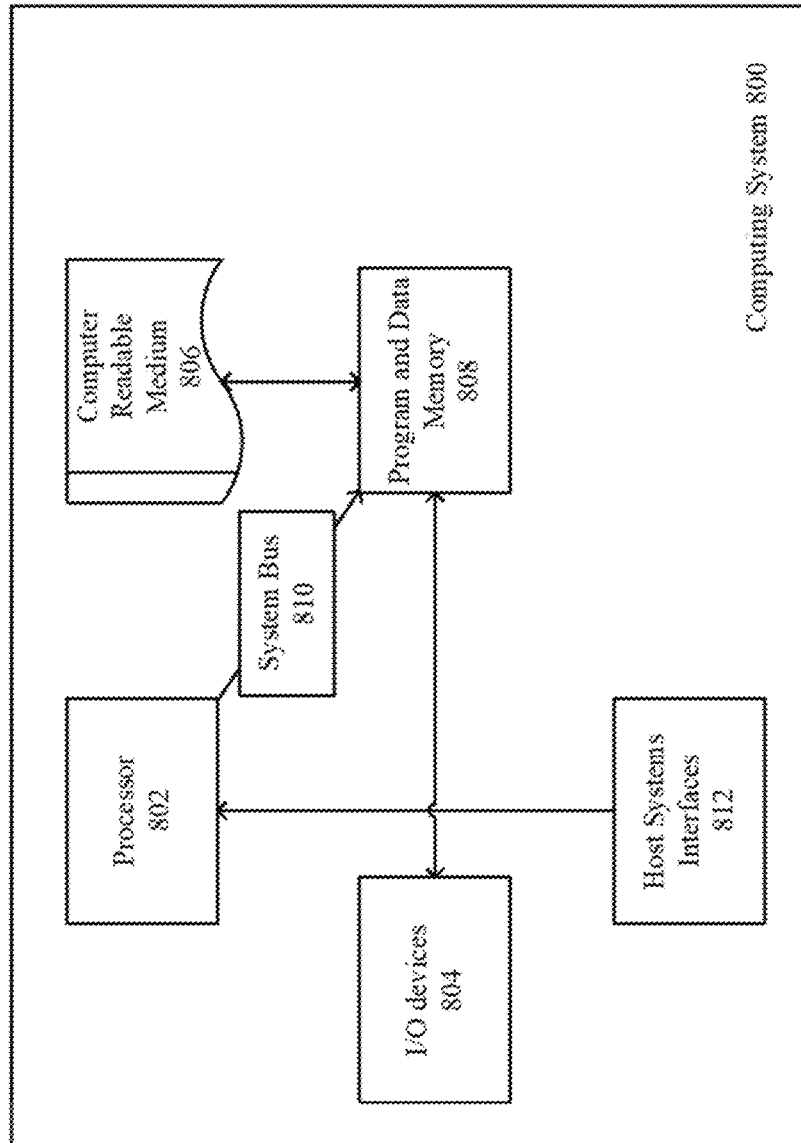 Processor
802
System Bus
810
Computer
Readable
Medium
806
I/O devices
804
Program and Data
Memory
808
Host Systems
Interfaces
812
Computing System 800